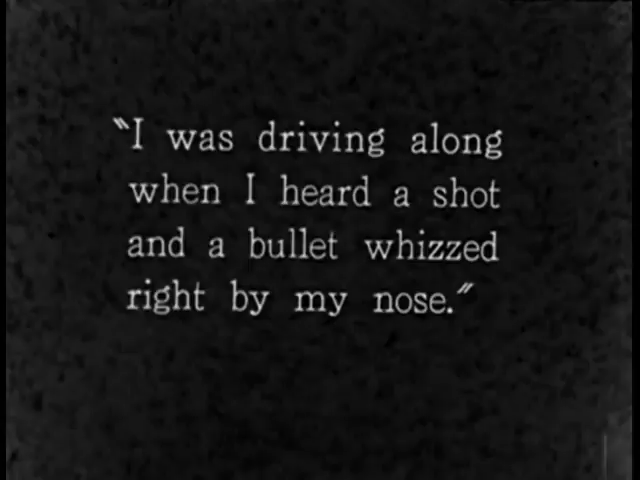 "I was driving along
when I heard a shot
and a bullet whizzed
right by my nose."